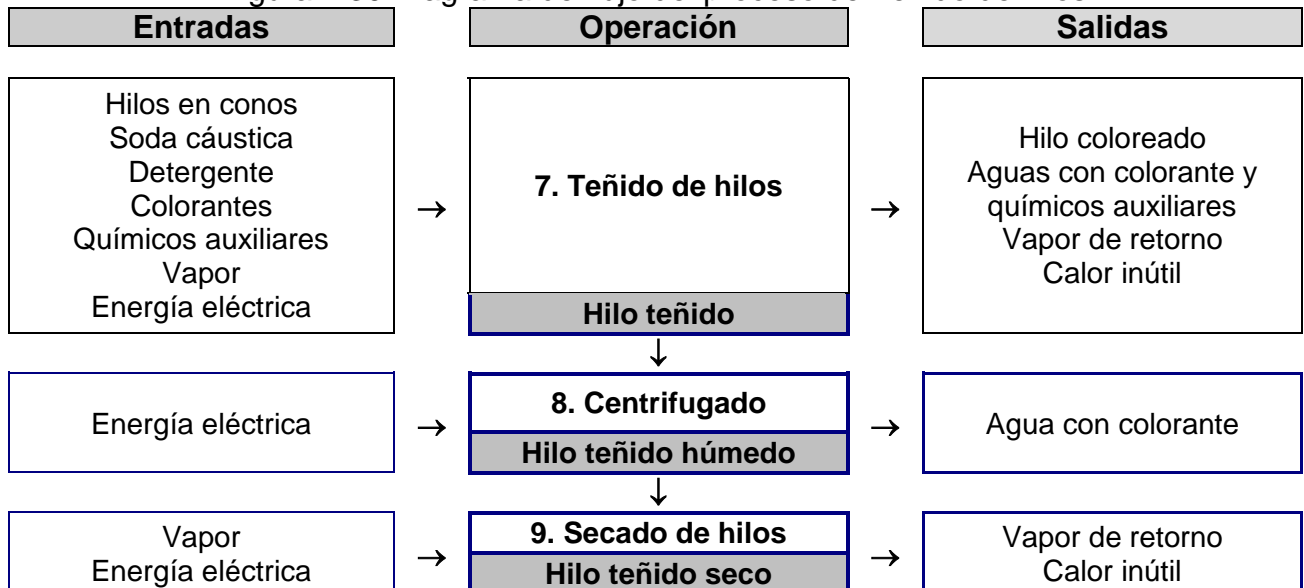 Entradas
Operación
Salidas
Hilos en conos
Soda cáustica
Detergente
Colorantes
Químicos auxiliares
Vapor
Energía eléctrica
→
7. Teñido de hilos
Hilo teñido
→
Hilo coloreado
Aguas con colorante y
químicos auxiliares
Vapor de retorno
Calor inútil
↓
Energía eléctrica
→
8. Centrifugado
Hilo teñido húmedo
→
Agua con colorante
↓
Vapor
Energía eléctrica
→
9. Secado de hilos
Hilo teñido seco
→
Vapor de retorno
Calor inútil